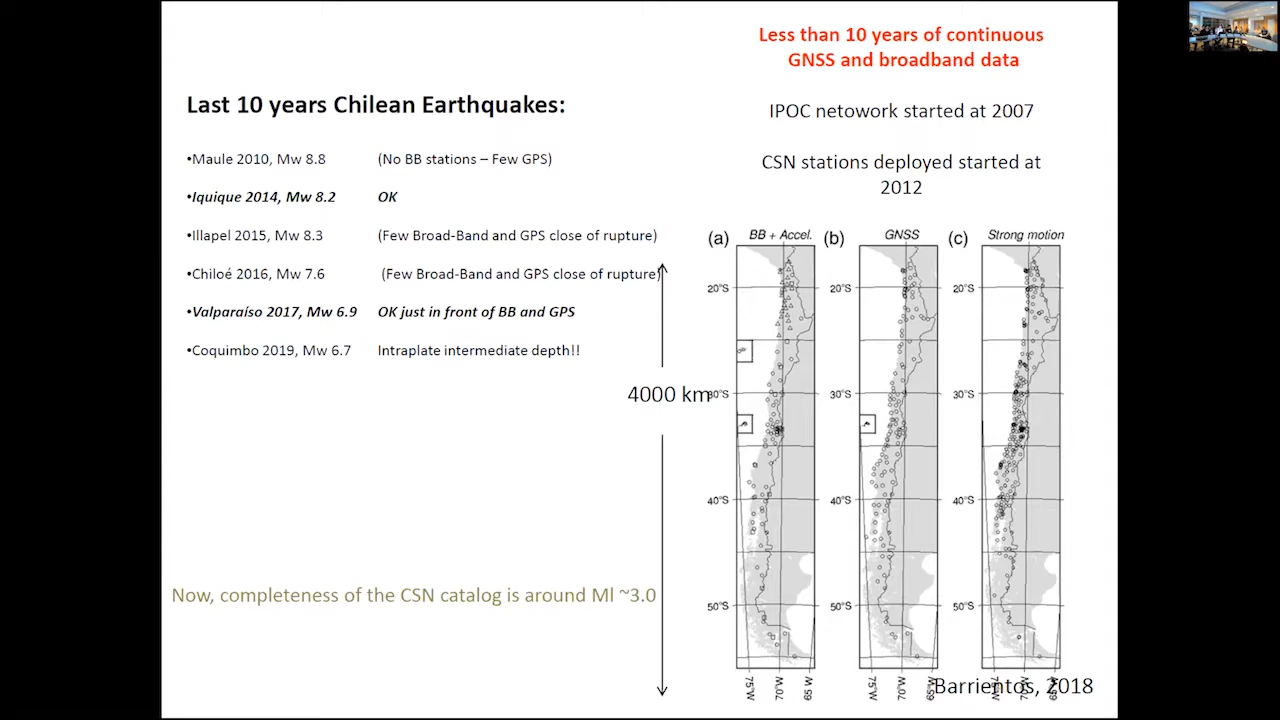 Less than 10 years of continuous
GNSS and broadband data
Last 10 years Chilean Earthquakes:
IPOC netowork started at 2007
•Maule 2010, Mw 8.8 (No BB stations – Few GPS)
CSN stations deployed started at
2012
•Iquique 2014, Mw 8.2 OK
•Illapel 2015, Mw 8.3 (Few Broad-Band and GPS close of rupture)
•Chiloé 2016, Mw 7.6 (Few Broad-Band and GPS close of rupture)
•Valparaíso 2017, Mw 6.9 OK just in front of BB and GPS
•Coquimbo 2019, Mw 6.7 Intraplate intermediate depth!!
4000 km
Now, completeness of the CSN catalog is around Ml ~3.0
(a) BB + Accel. (b) GNSS (c) Strong motion
20°S 20°S 20°S
30°S 30°S 30°S
40°S 40°S 40°S
50°S 50°S 50°S
75°W 70°W 65°W 75°W 70°W 65°W 75°W 70°W 65°W
Barrientos, 2018